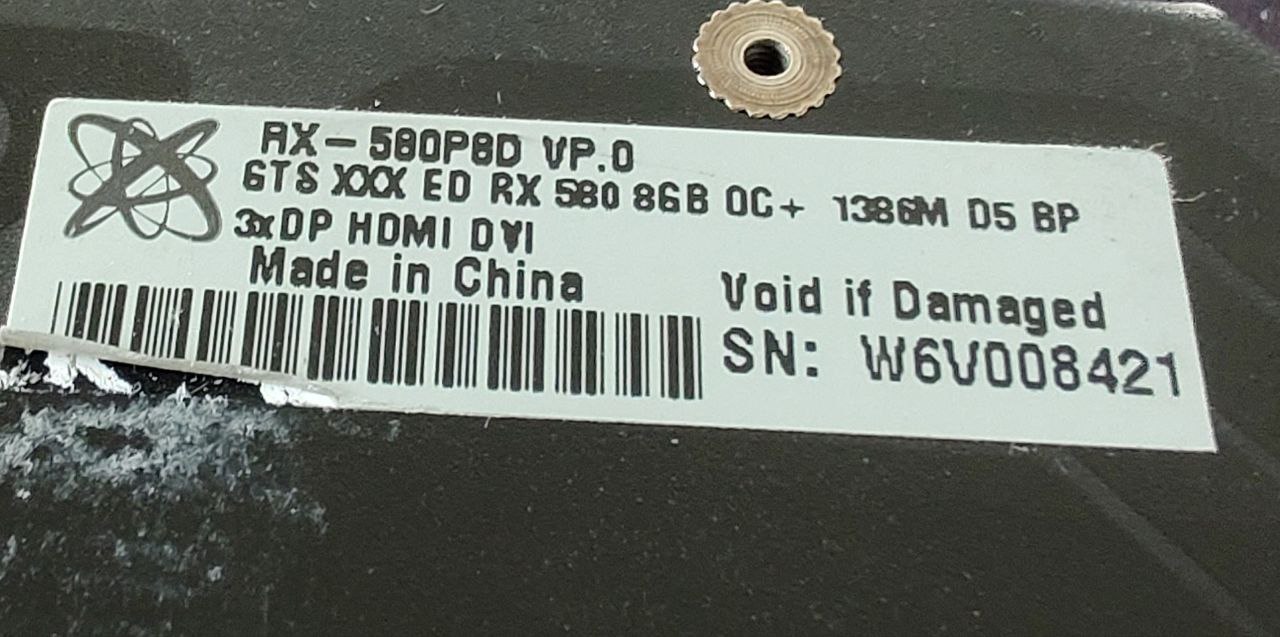 RX-580P8D VP.0
GTS XXX ED RX 580 8GB OC+ 1386M D5 BP
3xDP HDMI DVI
Made in China
Void if Damaged
SN: W6V008421